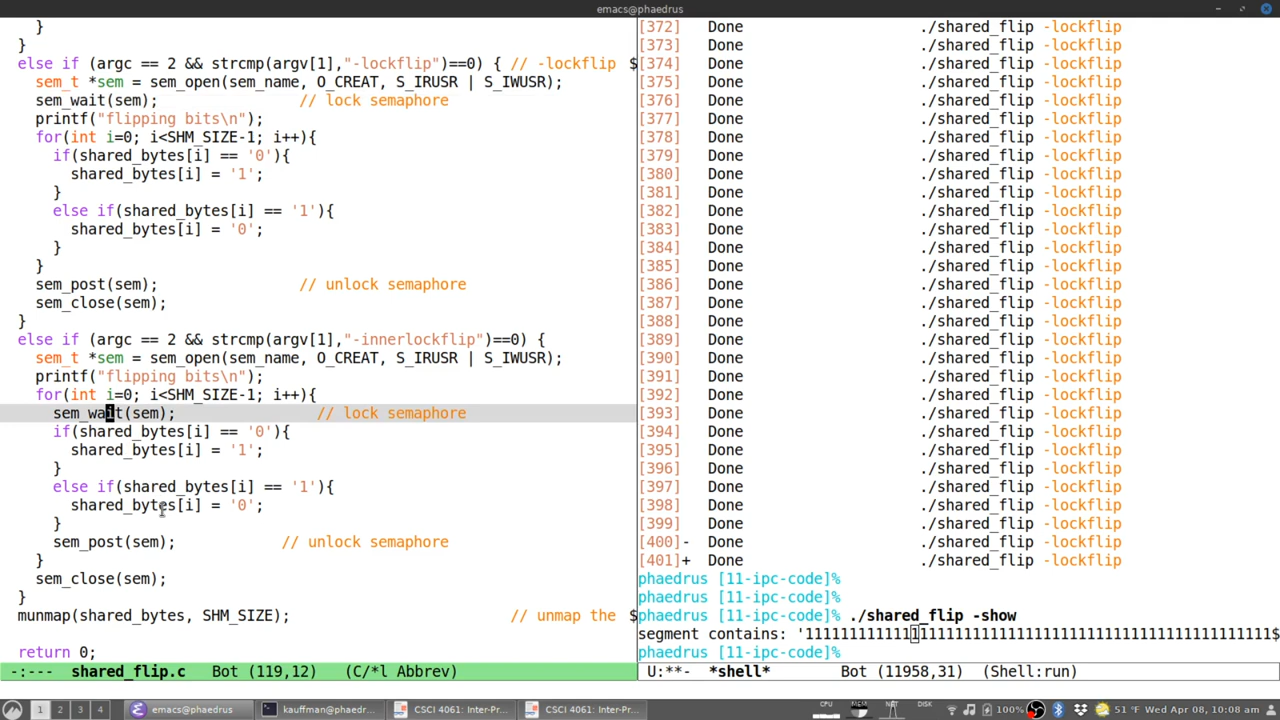 emacs@phaedrus
    }
  }
  else if (argc == 2 && strcmp(argv[1],"-lockflip")==0) { // -lockflip $
    sem_t *sem = sem_open(sem_name, O_CREAT, S_IRUSR | S_IWUSR);
    sem_wait(sem);                // lock semaphore
    printf("flipping bits\n");
    for(int i=0; i<SHM_SIZE-1; i++){
      if(shared_bytes[i] == '0'){
        shared_bytes[i] = '1';
      }
      else if(shared_bytes[i] == '1'){
        shared_bytes[i] = '0';
      }
    }
    sem_post(sem);                // unlock semaphore
    sem_close(sem);
  }
  else if (argc == 2 && strcmp(argv[1],"-innerlockflip")==0) {
    sem_t *sem = sem_open(sem_name, O_CREAT, S_IRUSR | S_IWUSR);
    printf("flipping bits\n");
    for(int i=0; i<SHM_SIZE-1; i++){
      sem_wait(sem);                // lock semaphore
      if(shared_bytes[i] == '0'){
        shared_bytes[i] = '1';
      }
      else if(shared_bytes[i] == '1'){
        shared_bytes[i] = '0';
      }
      sem_post(sem);            // unlock semaphore
    }
    sem_close(sem);
  }
  munmap(shared_bytes, SHM_SIZE);                         // unmap the $
  return 0;
-:---  shared_flip.c   Bot (119,12)   (C/*l Abbrev)
[372]   Done                    ./shared_flip -lockflip
[373]   Done                    ./shared_flip -lockflip
[374]   Done                    ./shared_flip -lockflip
[375]   Done                    ./shared_flip -lockflip
[376]   Done                    ./shared_flip -lockflip
[377]   Done                    ./shared_flip -lockflip
[378]   Done                    ./shared_flip -lockflip
[379]   Done                    ./shared_flip -lockflip
[380]   Done                    ./shared_flip -lockflip
[381]   Done                    ./shared_flip -lockflip
[382]   Done                    ./shared_flip -lockflip
[383]   Done                    ./shared_flip -lockflip
[384]   Done                    ./shared_flip -lockflip
[385]   Done                    ./shared_flip -lockflip
[386]   Done                    ./shared_flip -lockflip
[387]   Done                    ./shared_flip -lockflip
[388]   Done                    ./shared_flip -lockflip
[389]   Done                    ./shared_flip -lockflip
[390]   Done                    ./shared_flip -lockflip
[391]   Done                    ./shared_flip -lockflip
[392]   Done                    ./shared_flip -lockflip
[393]   Done                    ./shared_flip -lockflip
[394]   Done                    ./shared_flip -lockflip
[395]   Done                    ./shared_flip -lockflip
[396]   Done                    ./shared_flip -lockflip
[397]   Done                    ./shared_flip -lockflip
[398]   Done                    ./shared_flip -lockflip
[399]   Done                    ./shared_flip -lockflip
[400]-  Done                    ./shared_flip -lockflip
[401]+  Done                    ./shared_flip -lockflip
phaedrus [11-ipc-code]%
phaedrus [11-ipc-code]%
phaedrus [11-ipc-code]% ./shared_flip -show
segment contains: '11111111111111111111111111111111111111111111111111111$
phaedrus [11-ipc-code]%
U:**-  *shell*        Bot (11958,31)  (Shell:run)
1 2 3 4 emacs@phaedrus kauffman@phaedru... CSCI 4061: Inter-Pr... CSCI 4061: Inter-Pr... CPU MEM NET DISK 100% 51 °F Wed Apr 08, 10:08 am